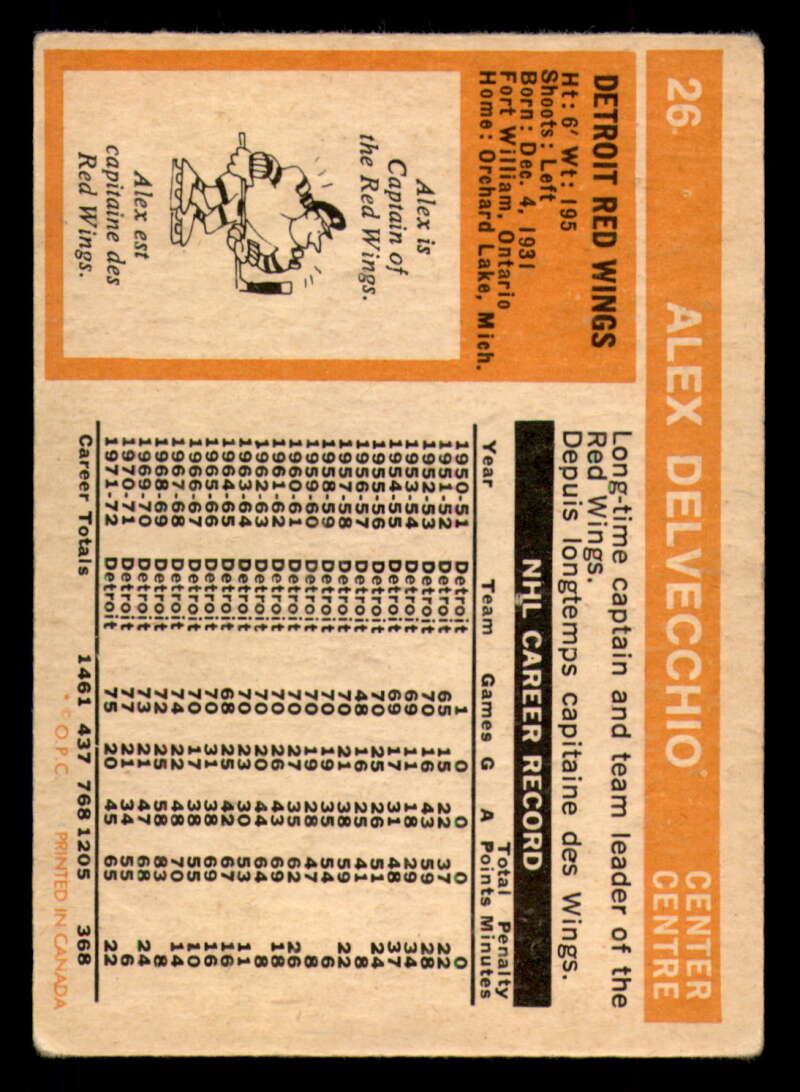 26 ALEX DELVECCHIO CENTER
CENTRE
DETROIT RED WINGS
Ht: 6' Wt: 195
Shoots: Left
Born: Dec. 4, 1931
Fort William, Ontario
Home: Orchard Lake, Mich.
Alex is
Captain of
the Red Wings.
Alex est
capitaine des
Red Wings.
Long-time captain and team leader of the
Red Wings.
Depuis longtemps capitaine des Wings.
NHL CAREER RECORD
Total Penalty
Year Team Games G A Points Minutes
1950-51 Detroit 1 0 0 0 0
1951-52 Detroit 65 15 22 37 22
1952-53 Detroit 70 16 43 59 28
1953-54 Detroit 69 11 18 29 34
1954-55 Detroit 69 17 31 48 37
1955-56 Detroit 70 25 26 51 24
1956-57 Detroit 48 16 25 41 8
1957-58 Detroit 70 21 38 59 22
1958-59 Detroit 70 19 35 54 6
1959-60 Detroit 70 19 28 47 8
1960-61 Detroit 70 27 35 62 26
1961-62 Detroit 70 26 43 69 18
1962-63 Detroit 70 20 44 64 8
1963-64 Detroit 70 23 30 53 11
1964-65 Detroit 68 25 42 67 16
1965-66 Detroit 70 31 38 69 16
1966-67 Detroit 70 17 38 55 10
1967-68 Detroit 74 22 48 70 14
1968-69 Detroit 72 25 58 83 8
1969-70 Detroit 73 21 47 68 24
1970-71 Detroit 77 21 34 55 6
1971-72 Detroit 75 20 45 65 22
Career Totals 1461 437 768 1205 368
© O.P.C. PRINTED IN CANADA